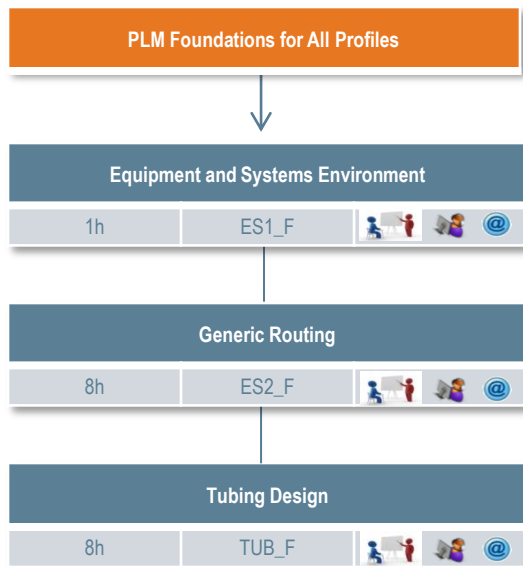 PLM Foundations for All Profiles
Equipment and Systems Environment
1h ES1_F @
Generic Routing
8h ES2_F @
Tubing Design
8h TUB_F @